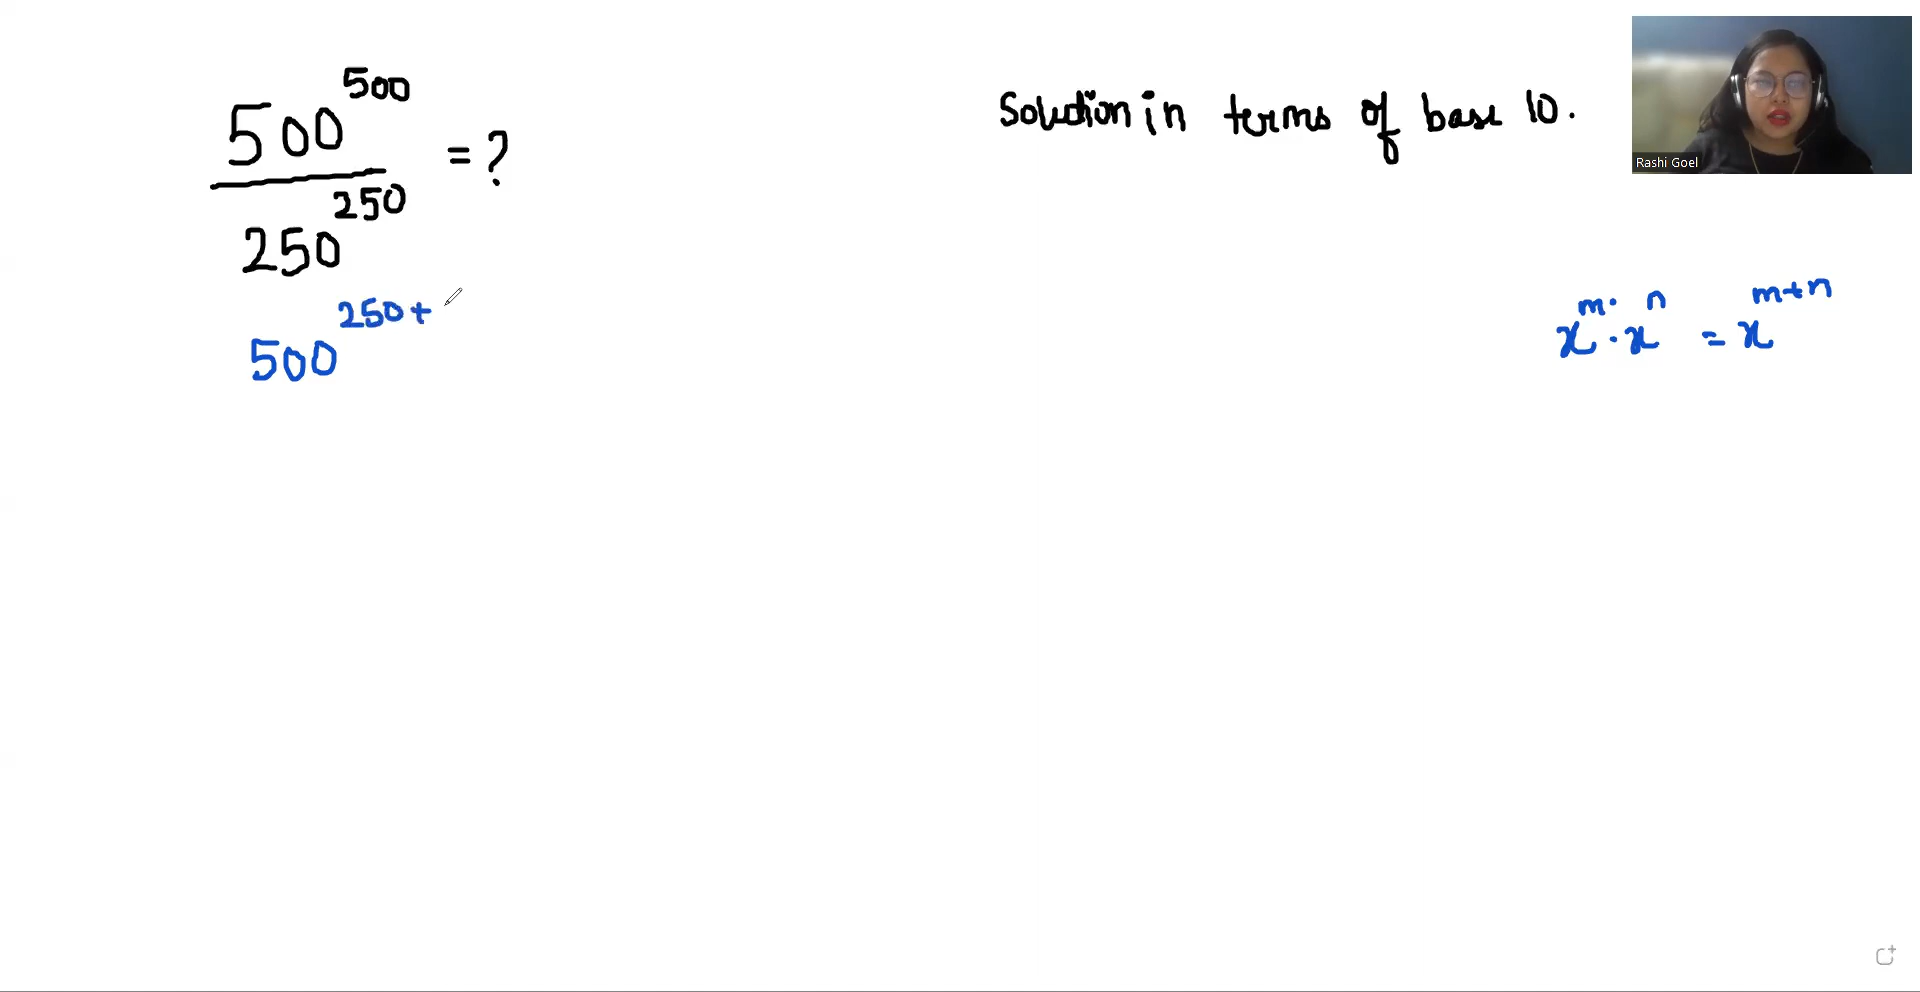 500^500 / 250^250 = ?
Solution in terms of base 10.
Rashi Goel
x^m · x^n = x^m+n
500^250+